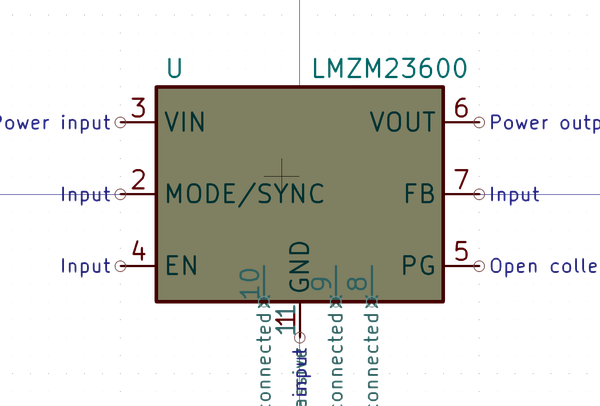 U LMZM23600
3 6
Power input VIN VOUT Power outp
2 7
Input MODE/SYNC FB Input
4 5
Input EN GND PG Open colle
10 9 8
11
connected connected connected